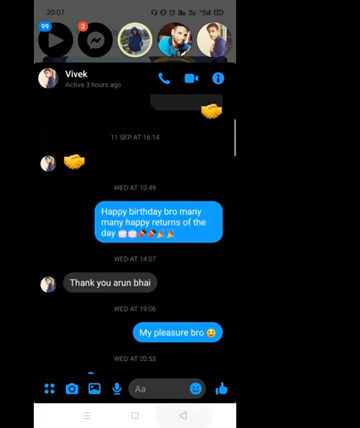 20:07
99
3
Vivek
Active 3 hours ago
11 SEP AT 16:14
WED AT 10:49
Happy birthday bro many
many happy returns of the
day
WED AT 14:07
Thank you arun bhai
WED AT 19:06
My pleasure bro
WED AT 20:53
Aa